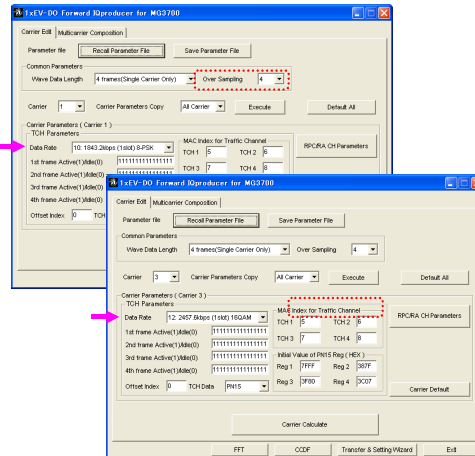 1xEV-DO Forward IQproducer for MG3700
Carrier Edit Multicarrier Composition
Parameter file Recall Parameter File Save Parameter File
Common Parameters
Wave Data Length 4 frames(Single Carrier Only) Over Sampling 4
Carrier 1 Carrier Parameters Copy All Carrier Execute Default All
Carrier Parameters ( Carrier 1 )
TCH Parameters
Data Rate 10: 1843.2kbps (1slot) 8-PSK
MAC Index for Traffic Channel
TCH 1 5 TCH 2 6
RPC/RA CH Parameters
1st frame Active(1)/Idle(0)
TCH 3 7 TCH 4 8
2nd frame Active(1)/Idle(0)
3rd frame Active(1)/Idle(0)
4th frame Active(1)/Idle(0)
Offset Index 0 TCH
1xEV-DO Forward IQproducer for MG3700
Carrier Edit Multicarrier Composition
Parameter file Recall Parameter File Save Parameter File
Common Parameters
Wave Data Length 4 frames(Single Carrier Only) Over Sampling 4
Carrier 3 Carrier Parameters Copy All Carrier Execute Default All
Carrier Parameters ( Carrier 3 )
TCH Parameters
Data Rate 12: 2457.6kbps (1slot) 16QAM
MAC Index for Traffic Channel
TCH 1 5 TCH 2 6
RPC/RA CH Parameters
1st frame Active(1)/Idle(0) 1111111111111111
TCH 3 7 TCH 4 8
2nd frame Active(1)/Idle(0) 1111111111111111
3rd frame Active(1)/Idle(0) 1111111111111111
Initial Value of PN15 Reg ( HEX )
Reg 1 7FFF Reg 2 387F
4th frame Active(1)/Idle(0) 1111111111111111
Reg 3 3F80 Reg 4 3C07
Offset Index 0 TCH Data PN15
Carrier Default
Carrier Calculate
FFT CCDF Transfer & Setting Wizard Exit